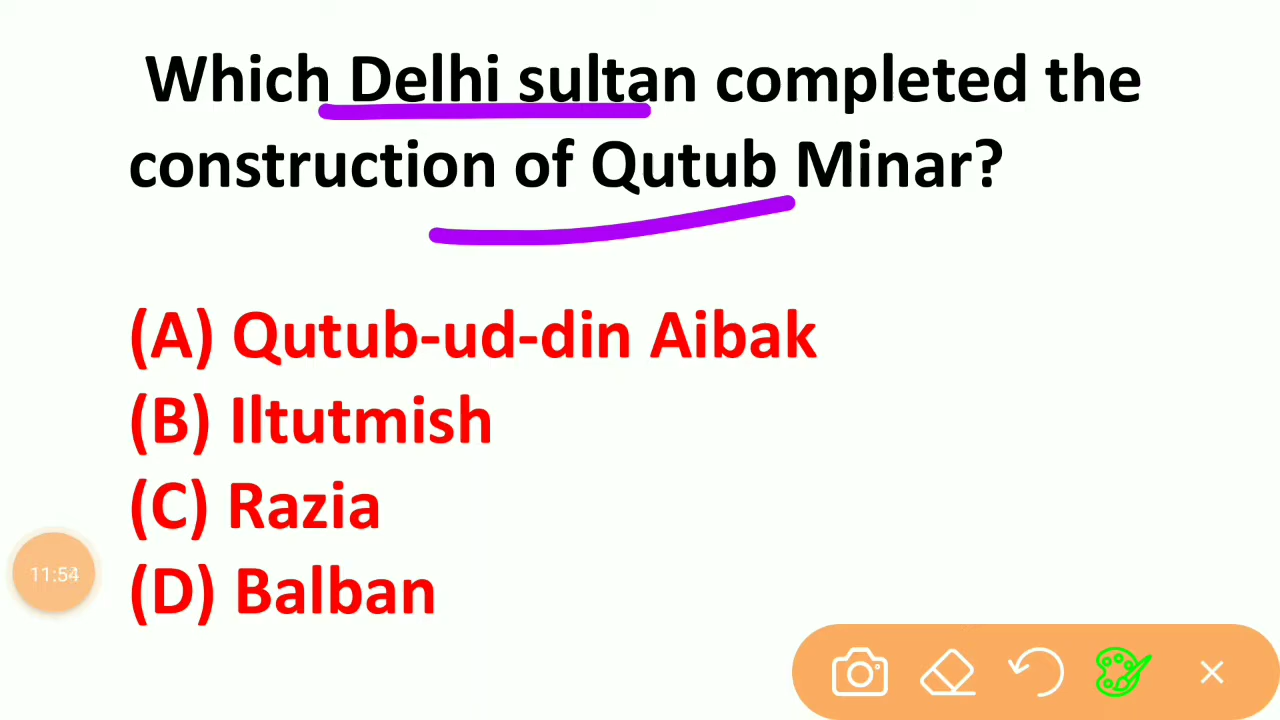 Which Delhi sultan completed the
construction of Qutub Minar?
(A) Qutub-ud-din Aibak
(B) Iltutmish
(C) Razia
(D) Balban
11:54